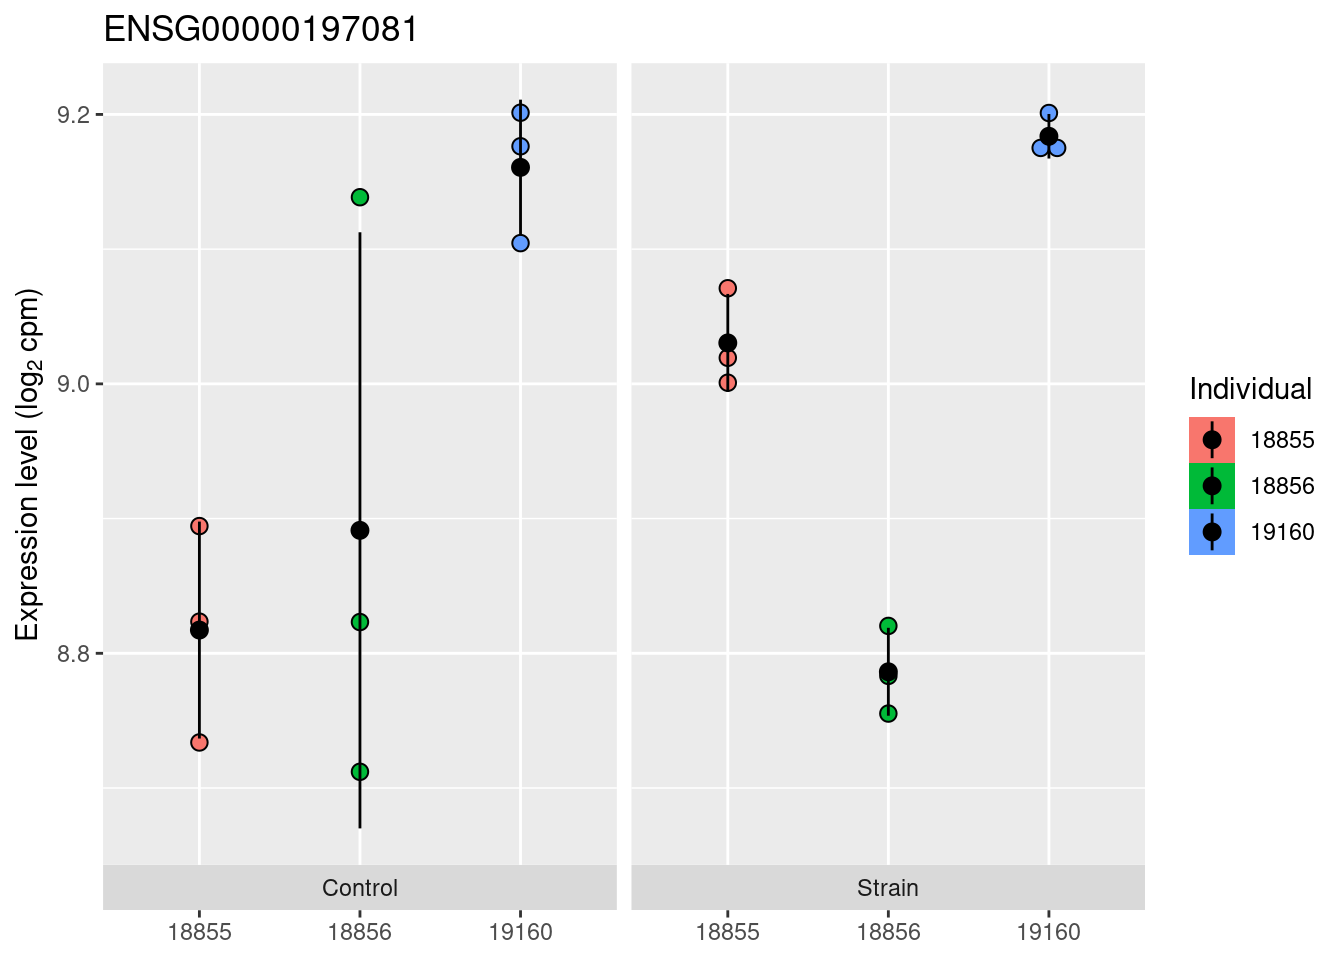 ENSG00000197081
Expression level (log₂ cpm)
9.2
9.0
8.8
Control
Strain
18855
18856
19160
18855
18856
19160
Individual
18855
18856
19160